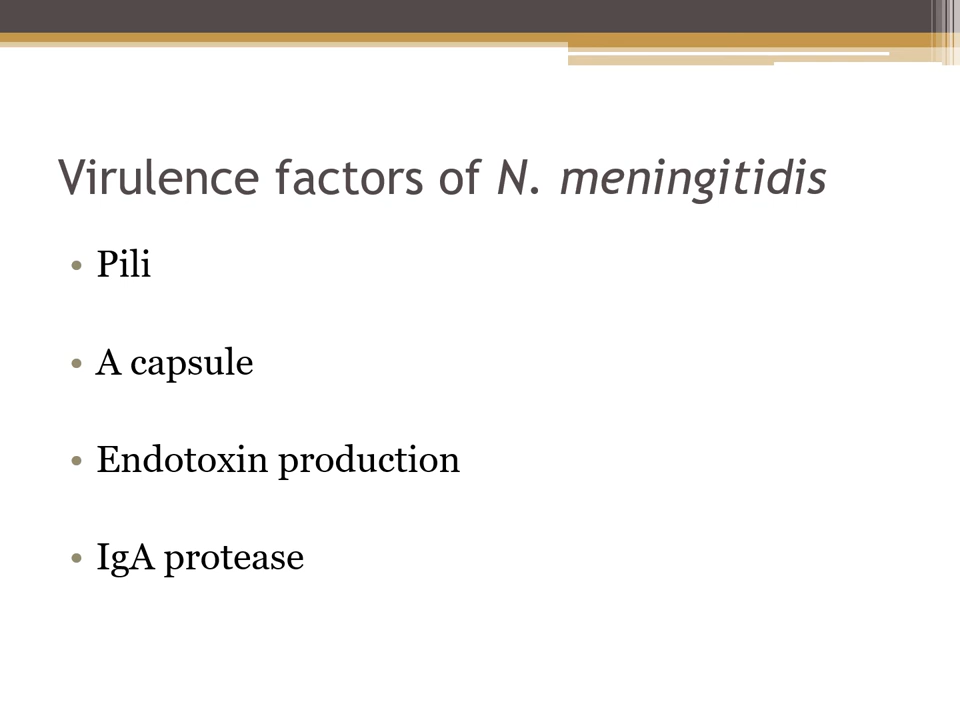 Virulence factors of N. meningitidis
• Pili
• A capsule
• Endotoxin production
• IgA protease